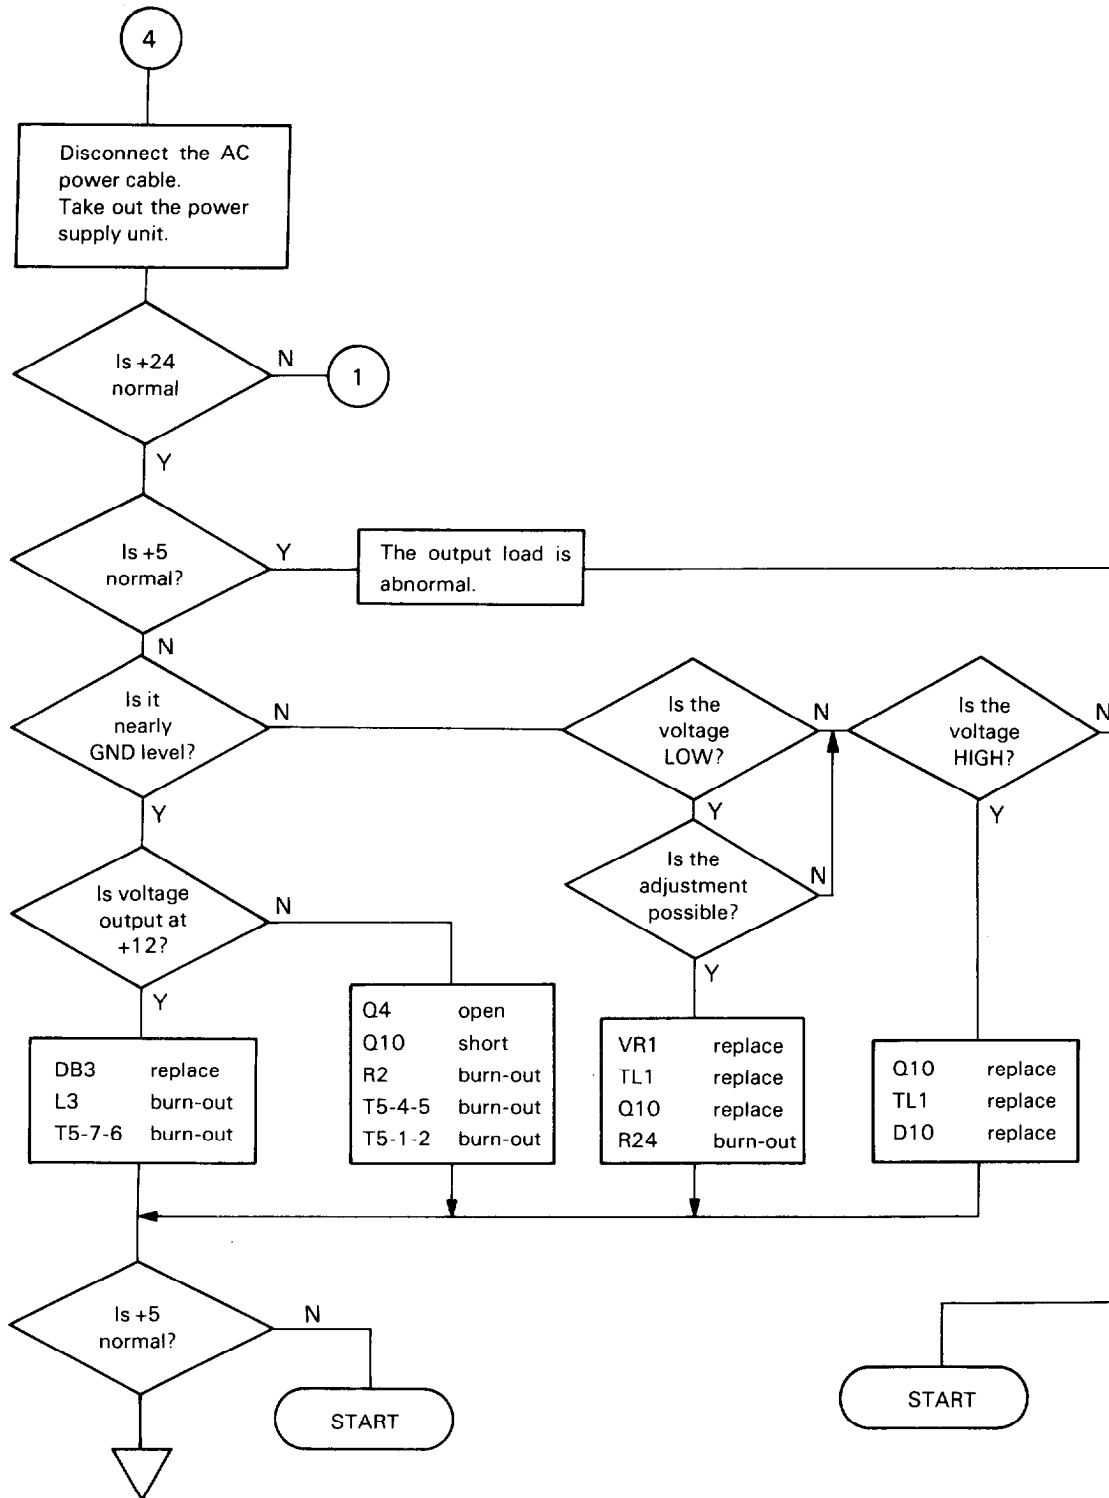 4
Disconnect the AC
power cable.
Take out the power
supply unit.
Is +24
normal
N
1
Y
Is +5
normal?
Y
The output load is
abnormal.
N
Is it
nearly
GND level?
N
Is the
voltage
LOW?
N
Is the
voltage
HIGH?
N
Y
Y
Y
Is the
adjustment
possible?
N
Y
Is voltage
output at
+12?
N
Y
DB3 replace
L3 burn-out
T5-7-6 burn-out
Q4 open
Q10 short
R2 burn-out
T5-4-5 burn-out
T5-1-2 burn-out
VR1 replace
TL1 replace
Q10 replace
R24 burn-out
Q10 replace
TL1 replace
D10 replace
Is +5
normal?
N
START
START